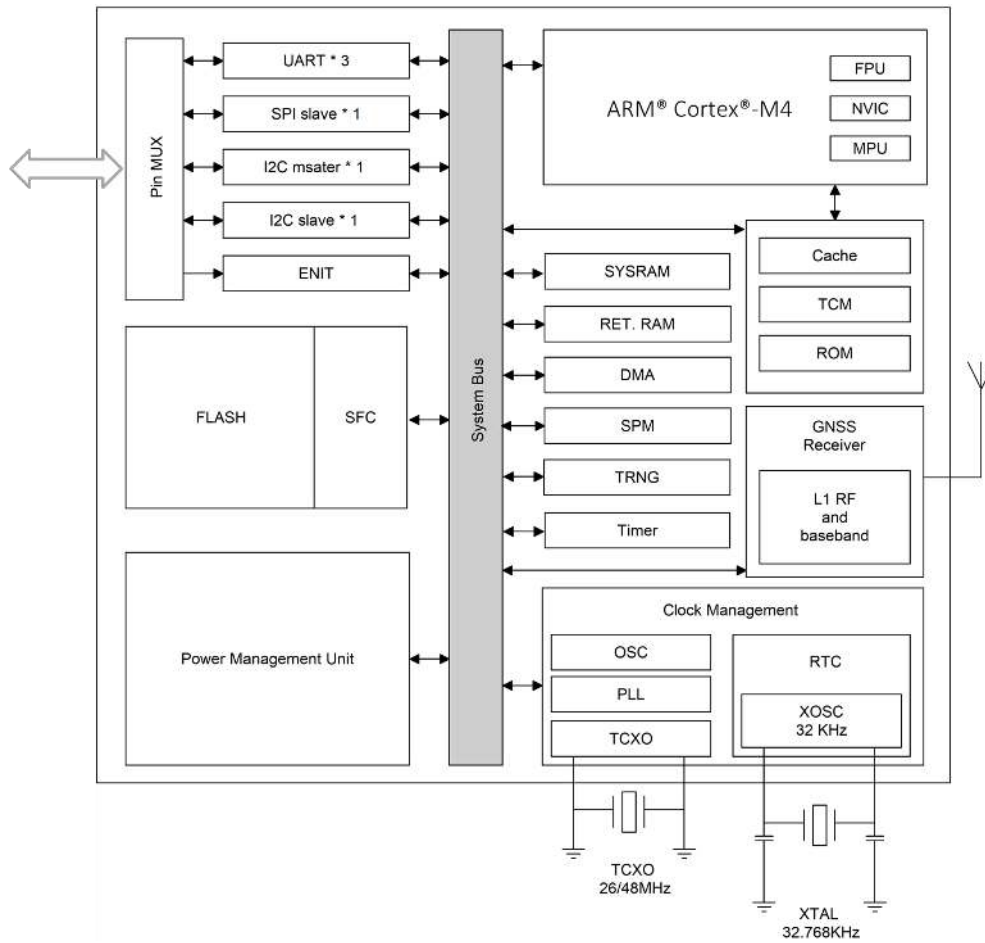 UART * 3
SPI slave * 1
I2C msater * 1
I2C slave * 1
ENIT
Pin MUX
FLASH
SFC
Power Management Unit
System Bus
ARM® Cortex®-M4
FPU
NVIC
MPU
Cache
TCM
ROM
SYSRAM
RET. RAM
DMA
SPM
TRNG
Timer
GNSS
Receiver
L1 RF
and
baseband
Clock Management
OSC
PLL
TCXO
RTC
XOSC
32 KHz
TCXO
26/48MHz
XTAL
32.768KHz